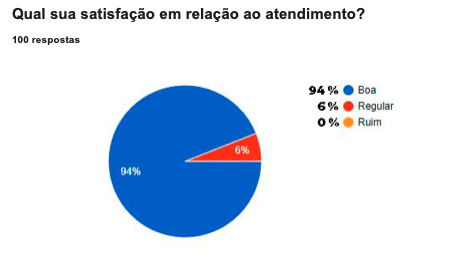 Qual sua satisfação em relação ao atendimento?
100 respostas
94% Boa
6% Regular
0% Ruim
6%
94%